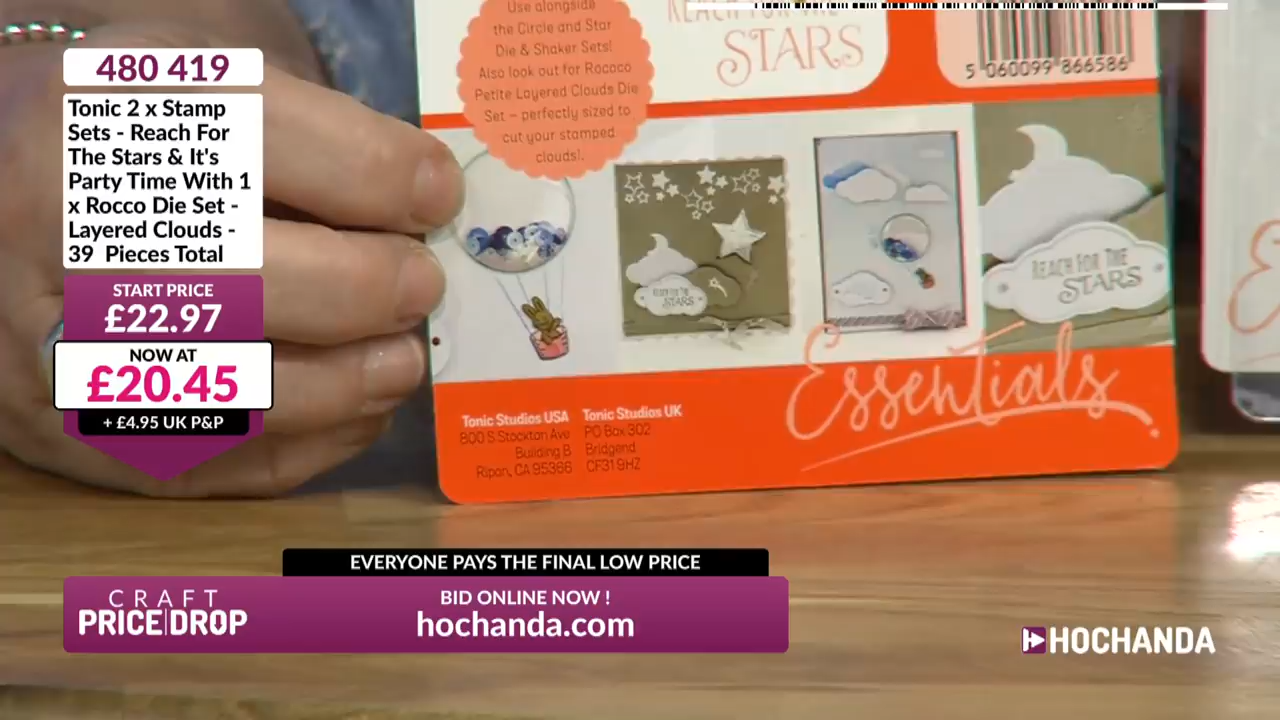 480 419
Tonic 2 x Stamp
Sets - Reach For
The Stars & It's
Party Time With 1
x Rocco Die Set -
Layered Clouds -
39 Pieces Total
START PRICE
£22.97
NOW AT
£20.45
+ £4.95 UK P&P
Use alongside
the Circle and Star
Die & Shaker Sets!
Also look out for Rococo
Petite Layered Clouds Die
Set – perfectly sized to
cut your stamped
clouds!.
REACH FOR THE
STARS
5 060099 866586
REACH FOR THE
STARS
REACH FOR THE
STARS
Essentials
Tonic Studios USA
800 S Stockton Ave
Building B
Ripon, CA 95366
Tonic Studios UK
PO Box 302
Bridgend
CF31 9HZ
EVERYONE PAYS THE FINAL LOW PRICE
CRAFT
PRICE DROP
BID ONLINE NOW !
hochanda.com
HOCHANDA